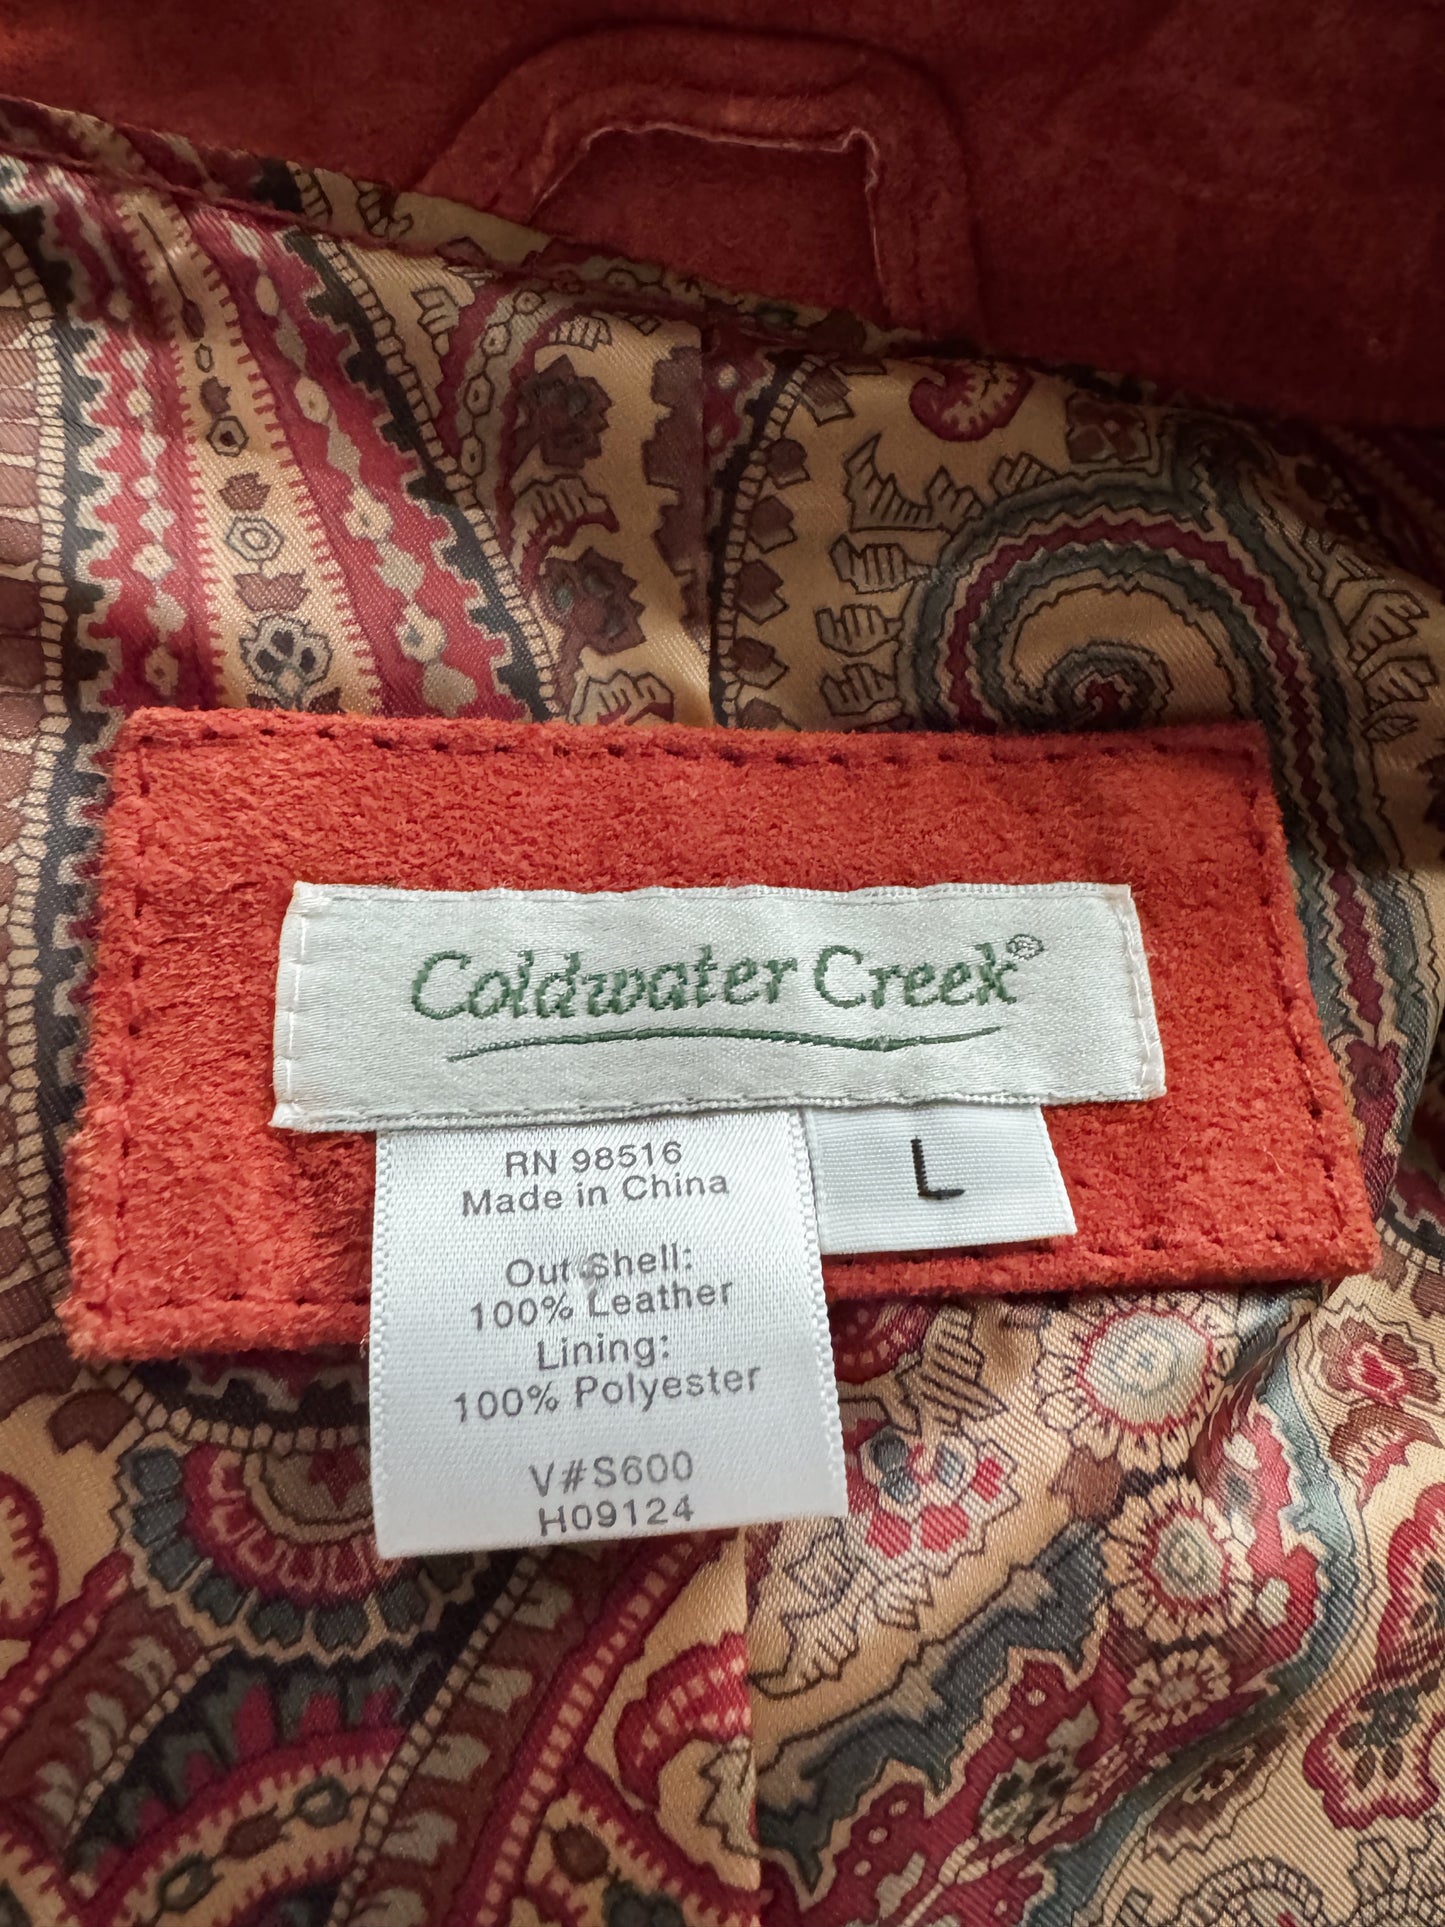 Coldwater Creek®
L
RN 98516
Made in China
Out Shell:
100% Leather
Lining:
100% Polyester
V#S600
H09124